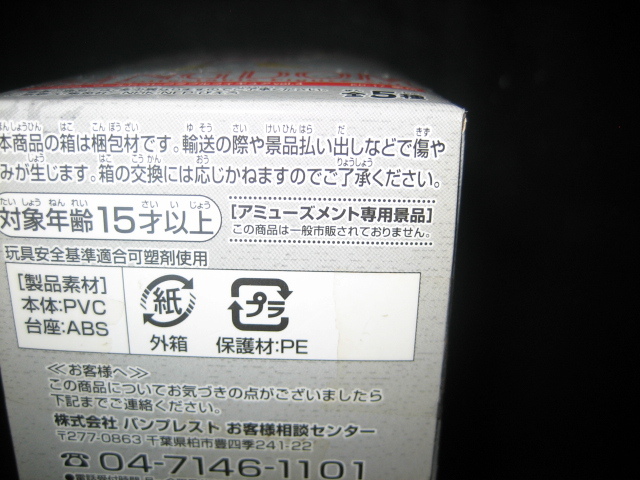 全5種
本商品の箱は梱包材です。輸送の際や景品払い出しなどで傷や
みが生じます。箱の交換には応じかねますのでご了承ください。
対象年齢15才以上
[アミューズメント専用景品]
この商品は一般市販されておりません。
玩具安全基準適合可塑剤使用
[製品素材]
本体:PVC
台座:ABS
紙
外箱
プラ
保護材:PE
≪お客様へ≫
この商品についてお気づきの点がございましたら
下記までご連絡ください。
株式会社 バンプレスト お客様相談センター
〒277-0863 千葉県柏市豊四季241-22
☎04-7146-1101